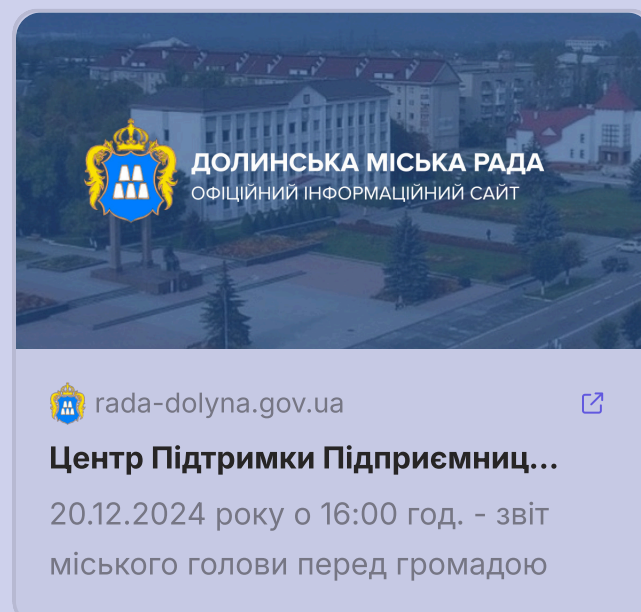 ДОЛИНСЬКА МІСЬКА РАДА
ОФІЦІЙНИЙ ІНФОРМАЦІЙНИЙ САЙТ
rada-dolyna.gov.ua
Центр Підтримки Підприємниц...
20.12.2024 року о 16:00 год. - звіт
міського голови перед громадою